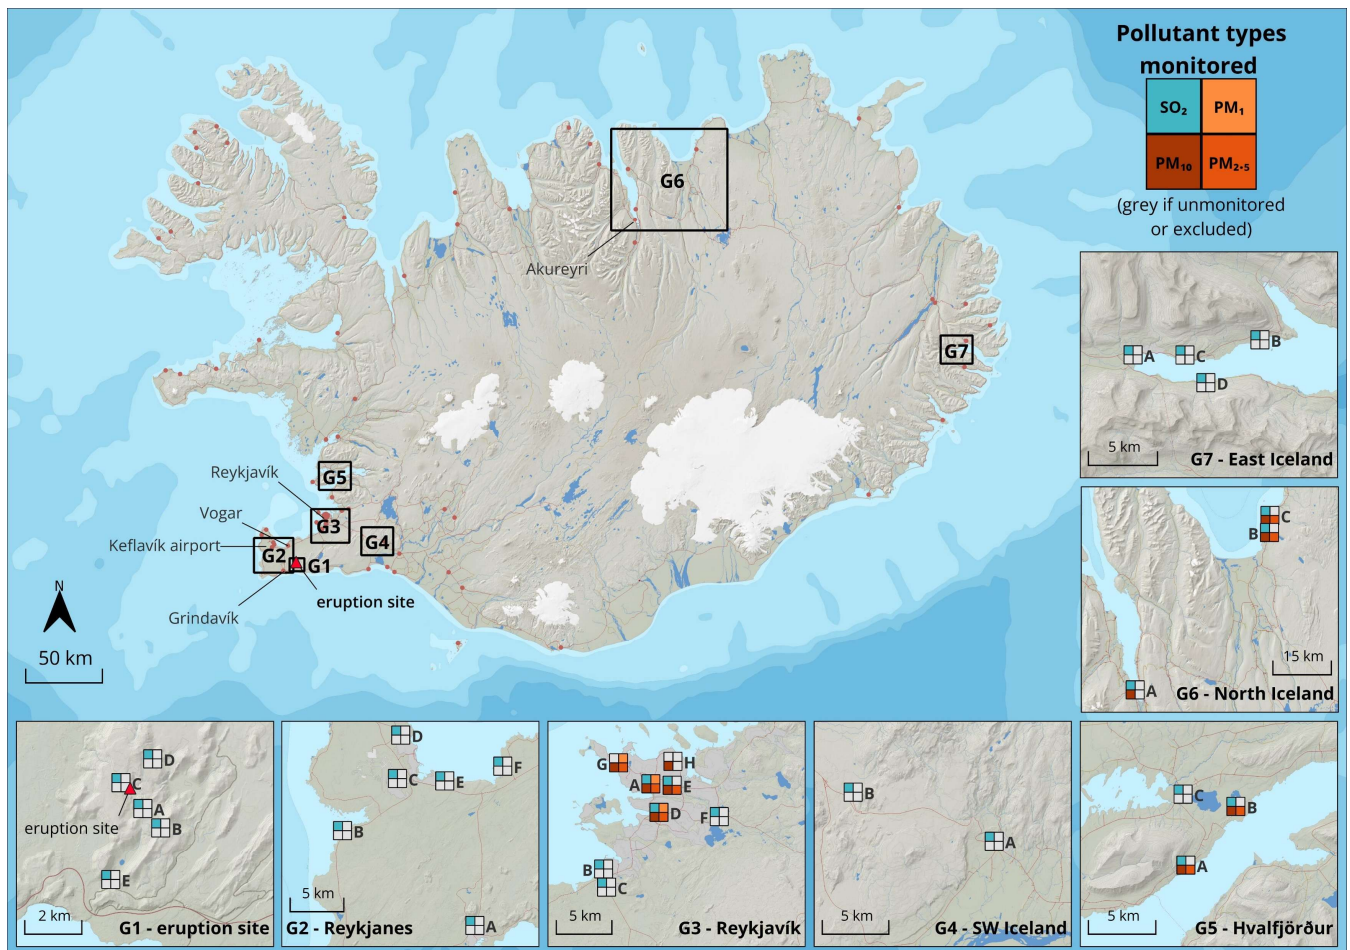 Pollutant types
monitored
SO₂
PM₁
PM₁₀
PM₂.₅
(grey if unmonitored
or excluded)
G6
Akureyri
G7
Reykjavík
G5
Vogar
G3
Keflavík airport
G4
G2
G1
eruption site
Grindavík
N
50 km
A
C
B
D
5 km
G7 - East Iceland
C
B
15 km
A
G6 - North Iceland
D
C
A
eruption site
B
E
2 km
G1 - eruption site
D
F
C
E
B
5 km
A
G2 - Reykjanes
G
H
A
E
D
F
B
C
5 km
G3 - Reykjavík
B
A
5 km
G4 - SW Iceland
C
B
A
5 km
G5 - Hvalfjörður